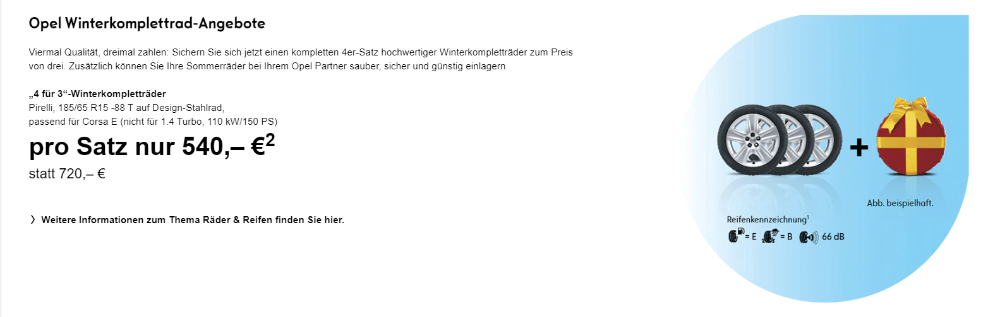 Opel Winterkomplettrad-Angebote
Viermal Qualität, dreimal zahlen: Sichern Sie sich jetzt einen kompletten 4er-Satz hochwertiger Winterkompletträder zum Preis
von drei. Zusätzlich können Sie Ihre Sommerräder bei Ihrem Opel Partner sauber, sicher und günstig einlagern.
„4 für 3“-Winterkompletträder
Pirelli, 185/65 R15 -88 T auf Design-Stahlrad,
passend für Corsa E (nicht für 1.4 Turbo, 110 kW/150 PS)
pro Satz nur 540,– €²
statt 720,– €
〉 Weitere Informationen zum Thema Räder & Reifen finden Sie hier.
+
Abb. beispielhaft.
Reifenkennzeichnung¹
= E = B 66 dB